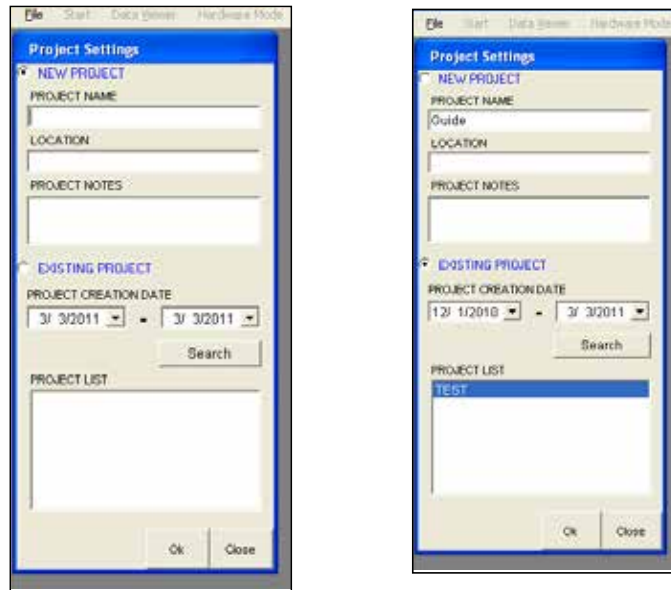 File Start Data Viewer Hardware Mode
Project Settings
NEW PROJECT
PROJECT NAME
LOCATION
PROJECT NOTES
EXISTING PROJECT
PROJECT CREATION DATE
3/ 3/2011 - 3/ 3/2011
Search
PROJECT LIST
Ok Close
File Start Data Viewer Hardware Mode
Project Settings
NEW PROJECT
PROJECT NAME
Guide
LOCATION
PROJECT NOTES
EXISTING PROJECT
PROJECT CREATION DATE
12/ 1/2010 - 3/ 3/2011
Search
PROJECT LIST
TEST
Ok Close